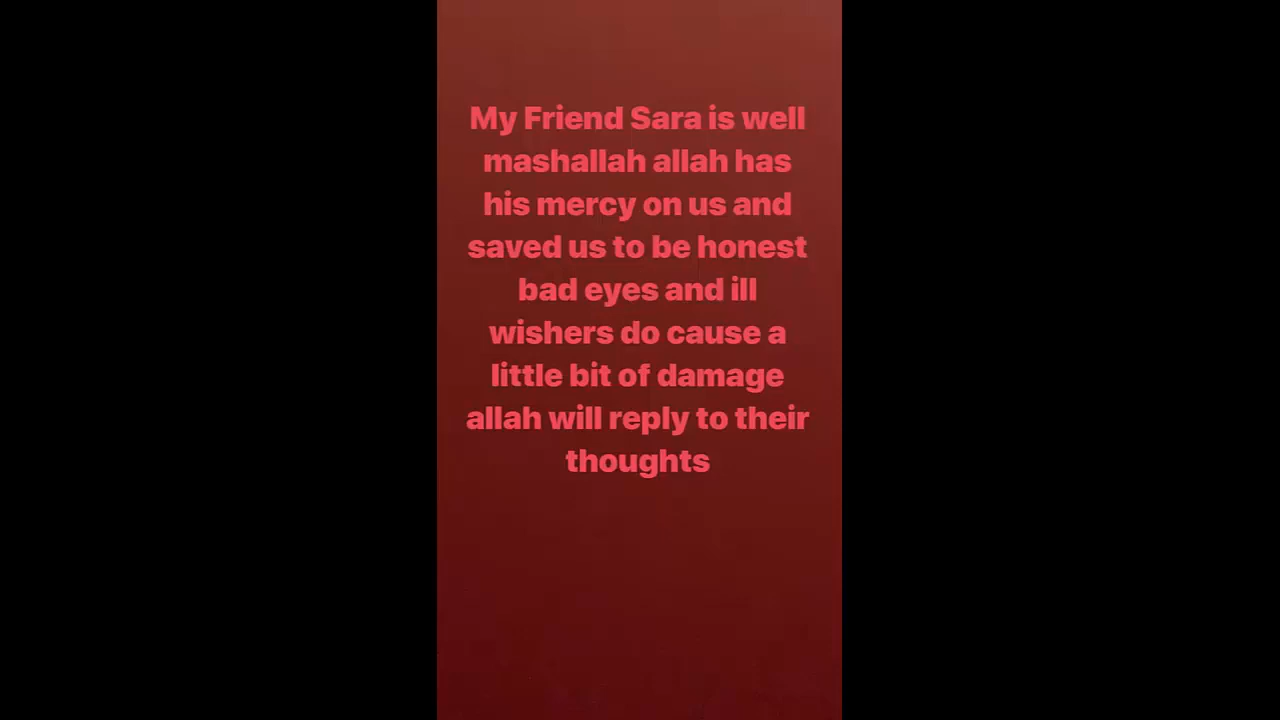 My Friend Sara is well
mashallah allah has
his mercy on us and
saved us to be honest
bad eyes and ill
wishers do cause a
little bit of damage
allah will reply to their
thoughts